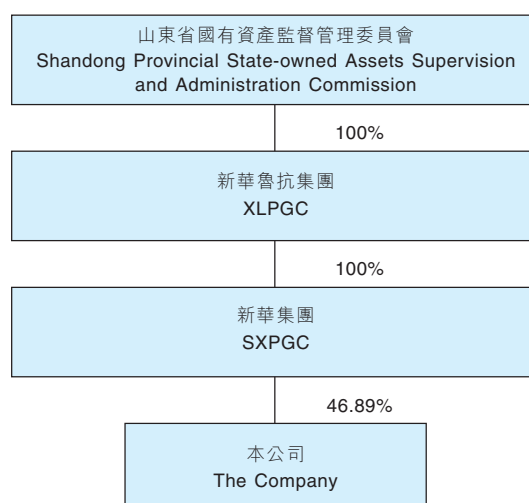 山東省國有資產監督管理委員會
Shandong Provincial State-owned Assets Supervision
and Administration Commission
100%
新華魯抗集團
XLPGC
100%
新華集團
SXPGC
46.89%
本公司
The Company